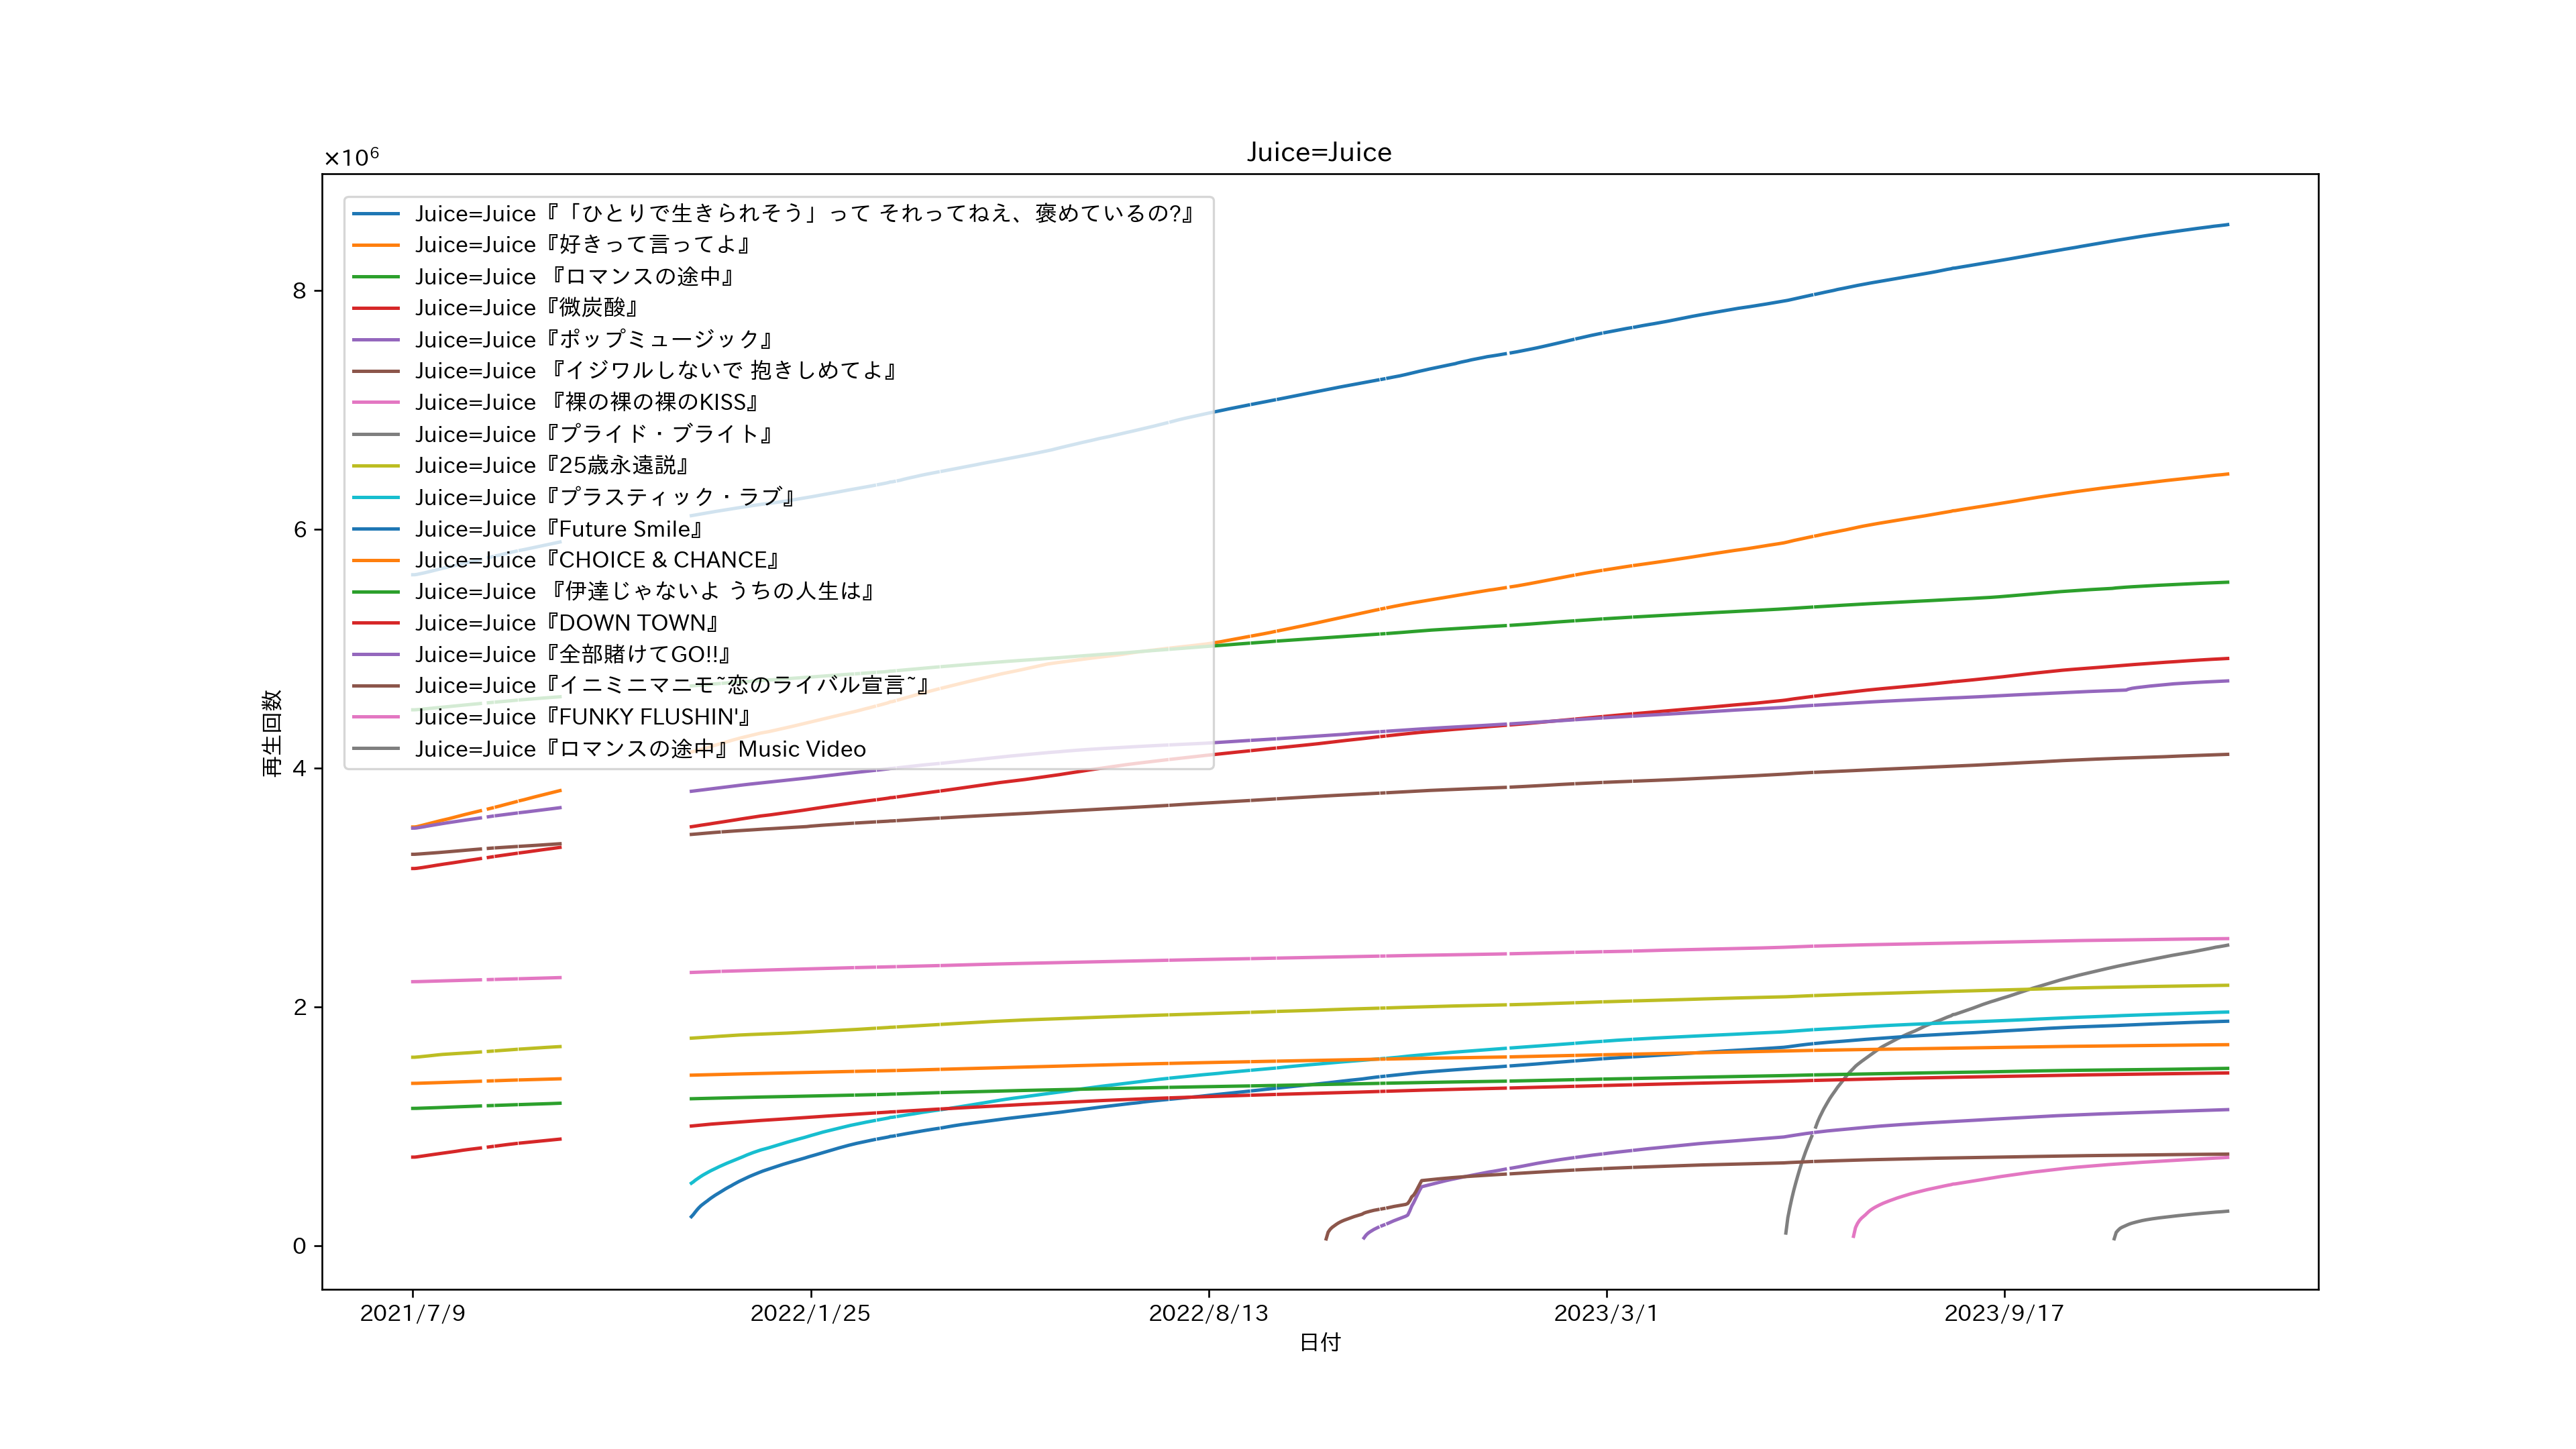 Juice=Juice
×10⁶
Juice=Juice『「ひとりで生きられそう」って それってねえ、褒めているの?』
Juice=Juice『好きって言ってよ』
Juice=Juice 『ロマンスの途中』
Juice=Juice『微炭酸』
Juice=Juice『ポップミュージック』
Juice=Juice 『イジワルしないで 抱きしめてよ』
Juice=Juice 『裸の裸の裸のKISS』
Juice=Juice『プライド・ブライト』
Juice=Juice『25歳永遠説』
Juice=Juice『プラスティック・ラブ』
Juice=Juice『Future Smile』
Juice=Juice『CHOICE & CHANCE』
Juice=Juice 『伊達じゃないよ うちの人生は』
Juice=Juice『DOWN TOWN』
Juice=Juice『全部賭けてGO!!』
Juice=Juice『イニミニマニモ~恋のライバル宣言~』
Juice=Juice『FUNKY FLUSHIN'』
Juice=Juice『ロマンスの途中』Music Video
再生回数
8
6
4
2
0
2021/7/9
2022/1/25
2022/8/13
2023/3/1
2023/9/17
日付